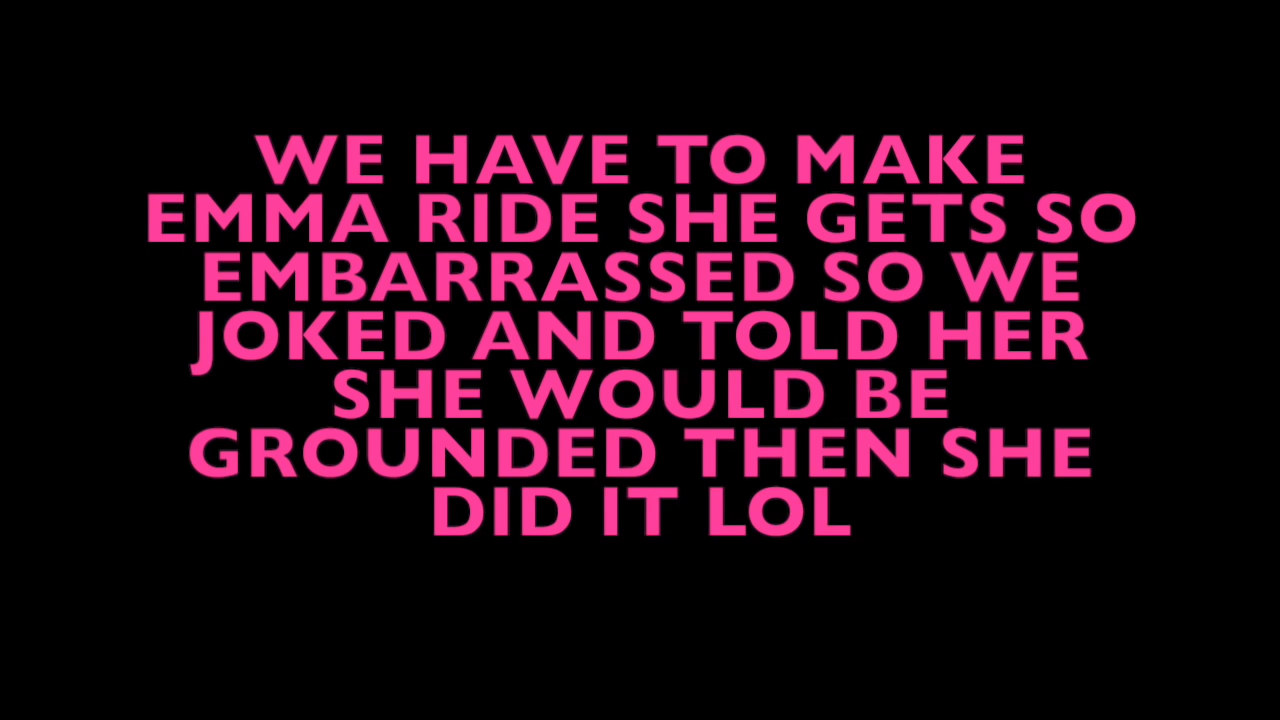 WE HAVE TO MAKE
EMMA RIDE SHE GETS SO
EMBARRASSED SO WE
JOKED AND TOLD HER
SHE WOULD BE
GROUNDED THEN SHE
DID IT LOL